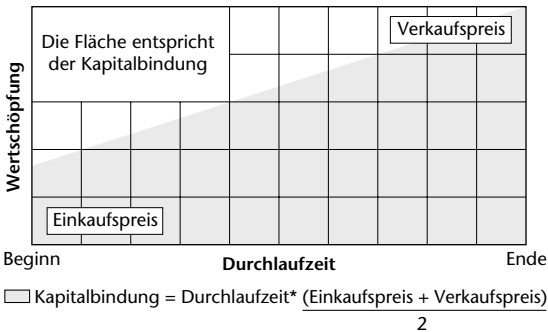 Die Fläche entspricht
der Kapitalbindung
Verkaufspreis
Wertschöpfung
Einkaufspreis
Beginn
Durchlaufzeit
Ende
Kapitalbindung = Durchlaufzeit* (Einkaufspreis + Verkaufspreis)
2